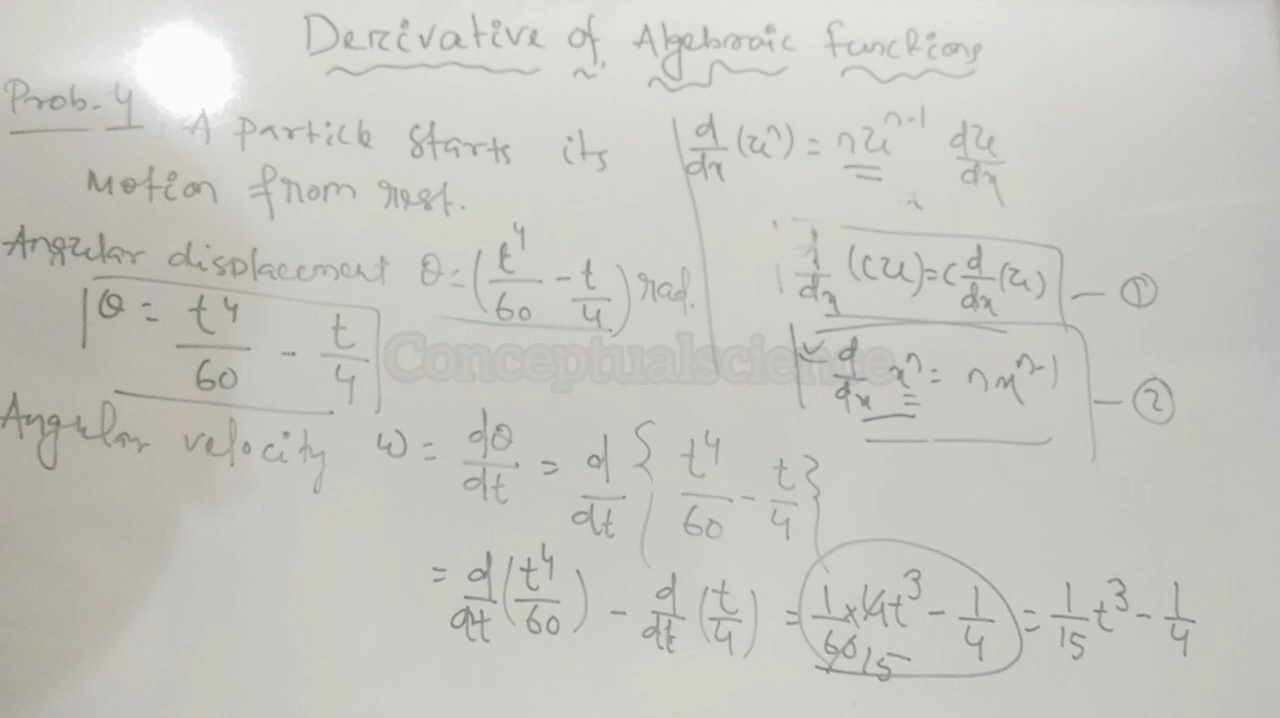 Derivative of Algebraic functions
Prob. 4 A particle starts its
Motion from rest.
Angular displacement θ = (t^4/60 - t/4) rad.
θ = t^4/60 - t/4
d/dx (u^n) = nu^(n-1) du/dx
d/dx (cu) = c d/dx (u) — ①
d/dx x^n = nx^(n-1) — ②
Conceptualscience
Angular velocity ω = dθ/dt = d/dt { t^4/60 - t/4 }
= d/dt (t^4/60) - d/dt (t/4) = 1/60 × 4t^3 - 1/4 = 1/15 t^3 - 1/4
15